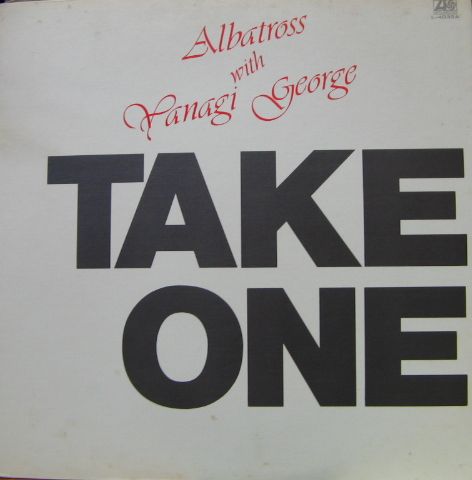 Albatross
with
Yanagi George
TAKE
ONE